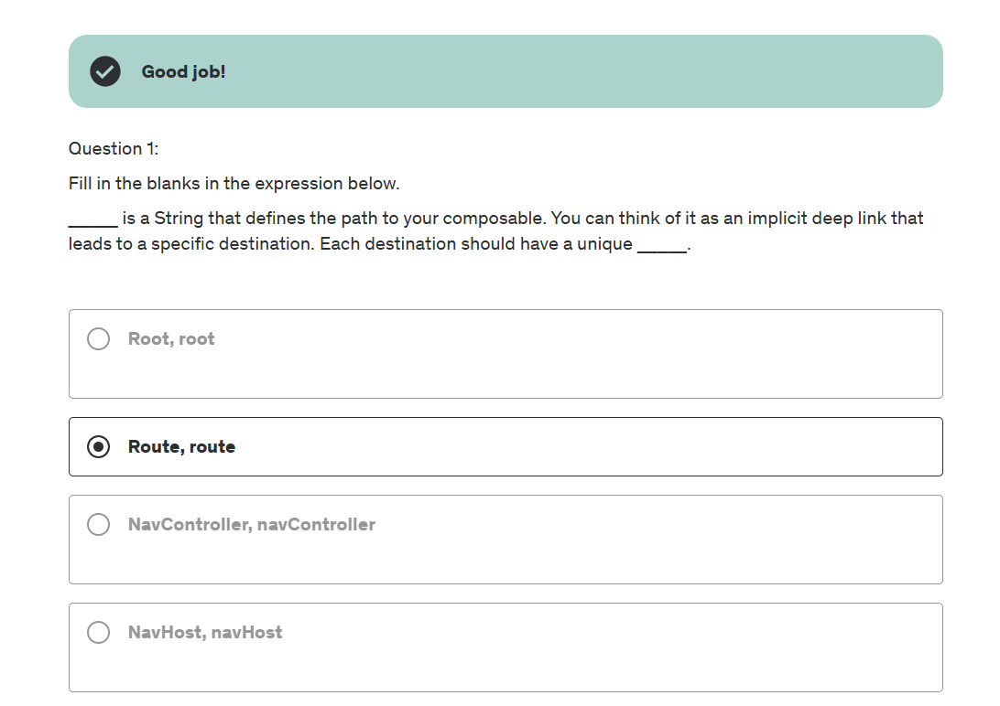 Good job!
Question 1:
Fill in the blanks in the expression below.
_____ is a String that defines the path to your composable. You can think of it as an implicit deep link that
leads to a specific destination. Each destination should have a unique _____.
Root, root
Route, route
NavController, navController
NavHost, navHost